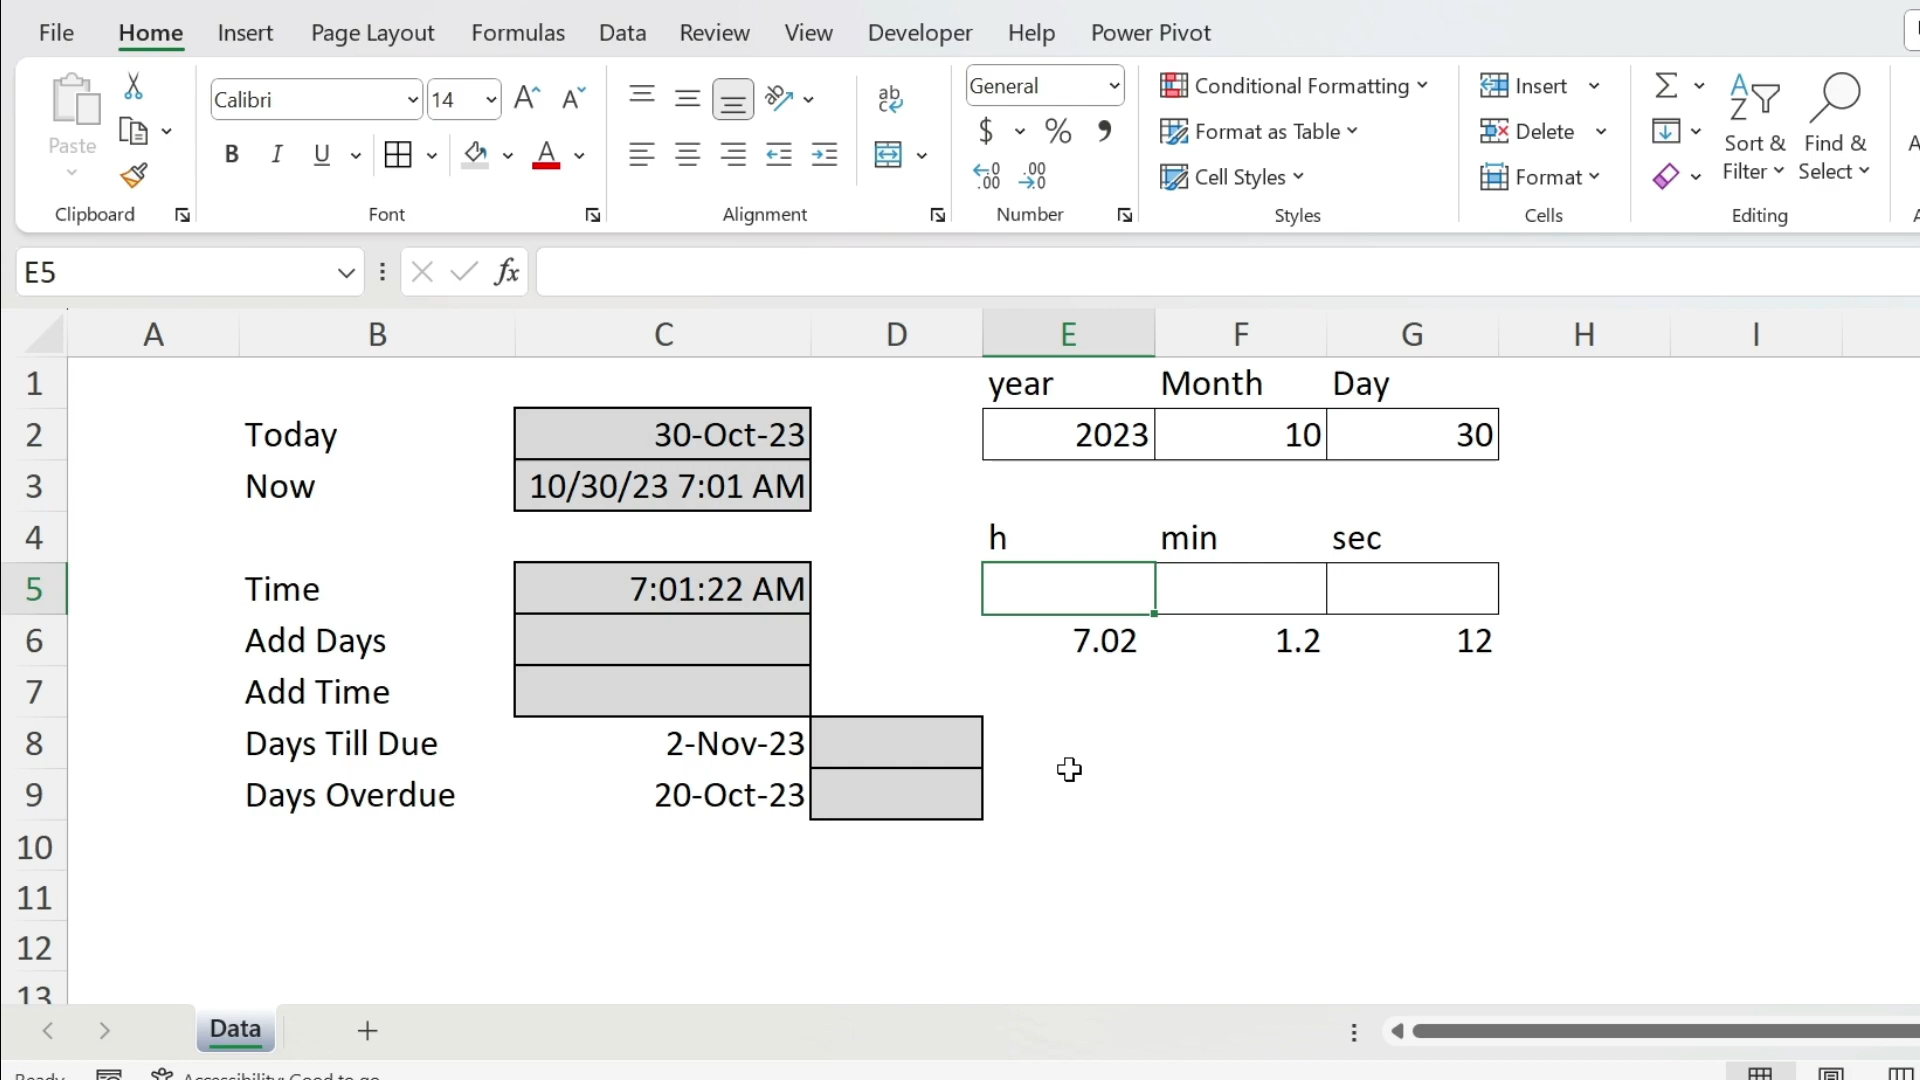 File Home Insert Page Layout Formulas Data Review View Developer Help Power Pivot
Calibri 14 General Conditional Formatting Insert
Paste $ % Format as Table Delete Sort & Find &
B I U A Cell Styles Format Filter Select
Clipboard Font Alignment Number Styles Cells Editing
E5 fx
A B C D E F G H I
1 year Month Day
2 Today 30-Oct-23 2023 10 30
3 Now 10/30/23 7:01 AM
4 h min sec
5 Time 7:01:22 AM
6 Add Days 7.02 1.2 12
7 Add Time
8 Days Till Due 2-Nov-23
9 Days Overdue 20-Oct-23
10
11
12
13
Data
Ready Accessibility: Good to go